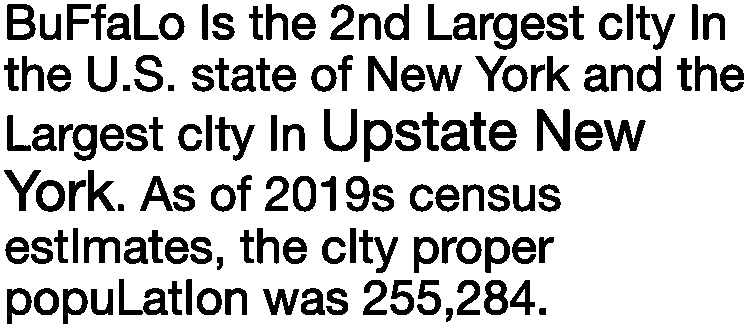 BuFfaLo Is the 2nd Largest cIty In
the U.S. state of New York and the
Largest cIty In Upstate New
York. As of 2019s census
estImates, the cIty proper
popuLatIon was 255,284.